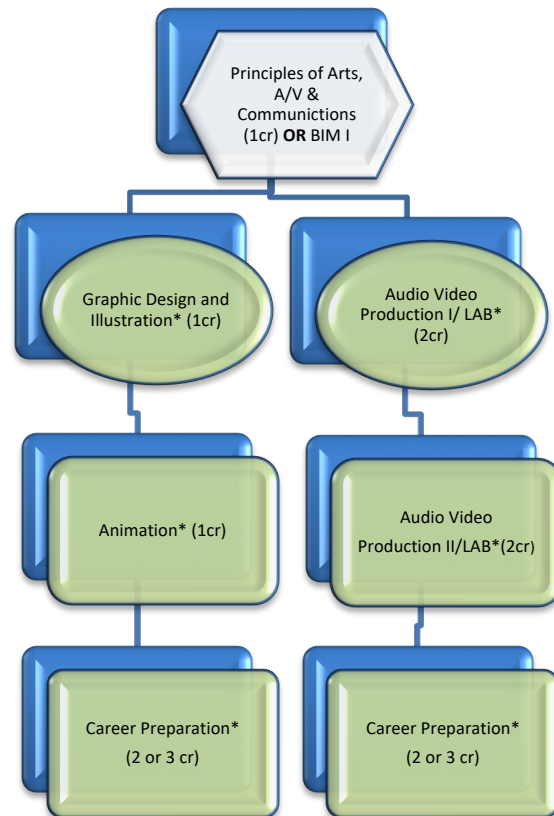 Principles of Arts,
A/V &
Communictions
(1cr) OR BIM I
Graphic Design and
Illustration* (1cr)
Audio Video
Production I/ LAB*
(2cr)
Animation* (1cr)
Audio Video
Production II/LAB*(2cr)
Career Preparation*
(2 or 3 cr)
Career Preparation*
(2 or 3 cr)